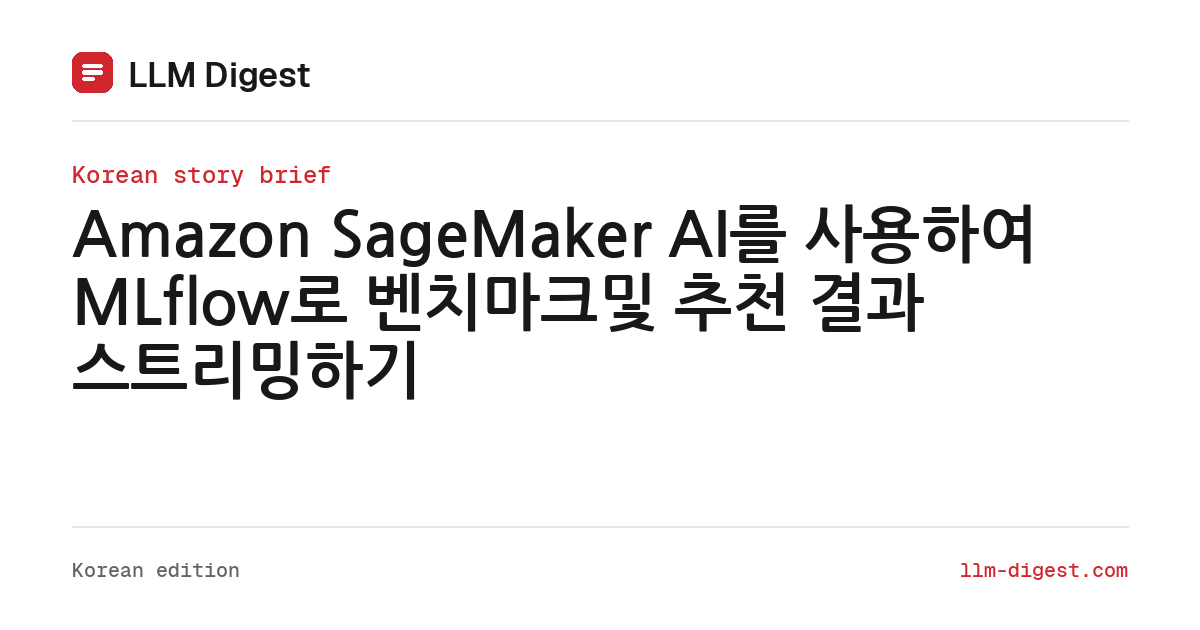 LLM Digest
Korean story brief
Amazon SageMaker AI를 사용하여
MLflow로 벤치마크및 추천 결과
스트리밍하기
Korean edition
llm-digest.com